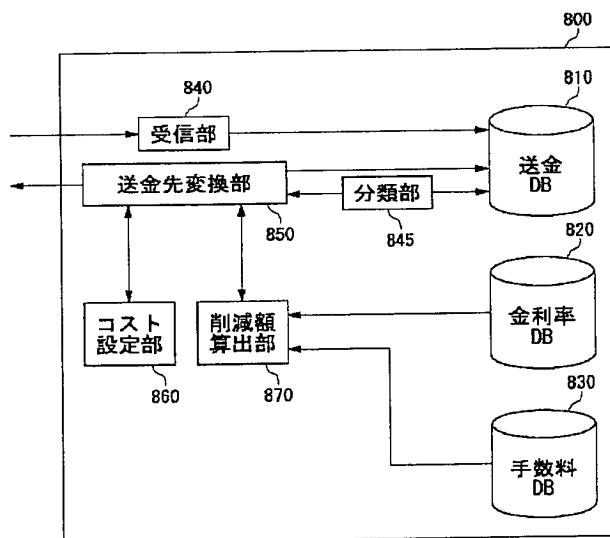 800
840
受信部
810
送金
DB
送金先変換部
850
分類部
845
820
金利率
DB
コスト
設定部
860
削減額
算出部
870
830
手数料
DB